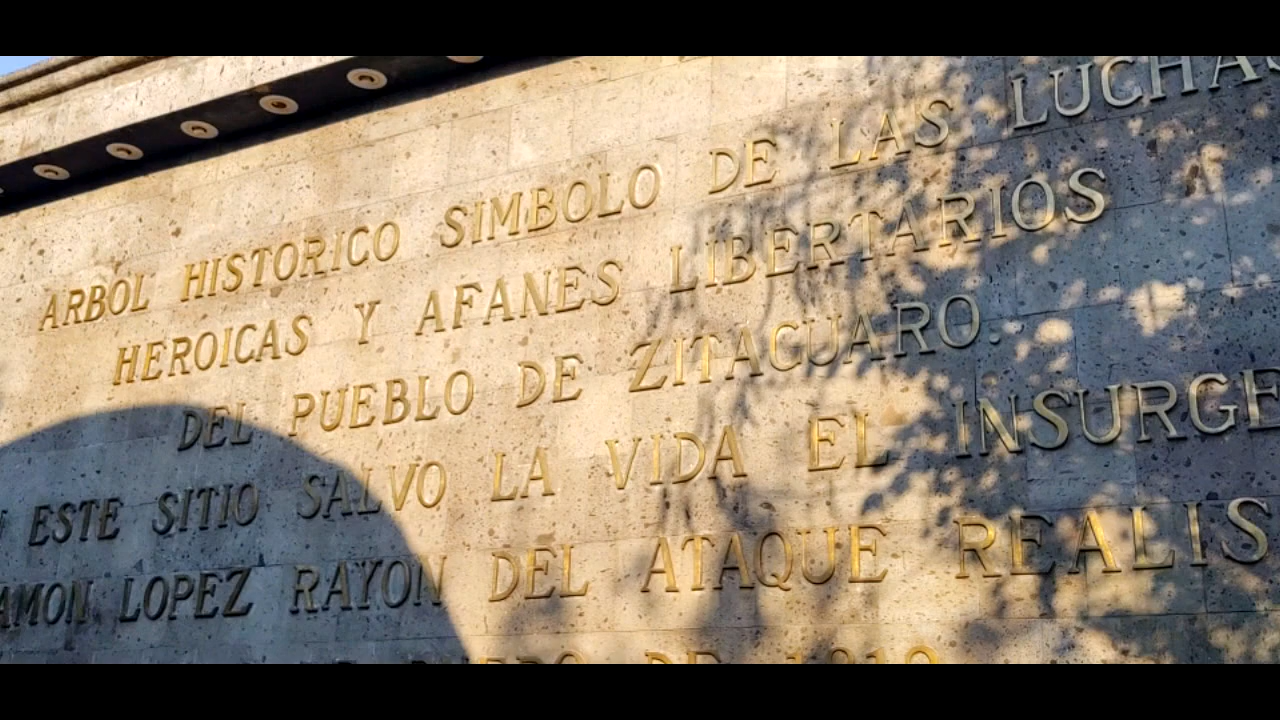 ARBOL HISTORICO SIMBOLO DE LAS LUCHAS
HEROICAS Y AFANES LIBERTARIOS
DEL PUEBLO DE ZITACUARO.
ESTE SITIO SALVO LA VIDA EL INSURGE
AMON LOPEZ RAYON DEL ATAQUE REALIS
DE